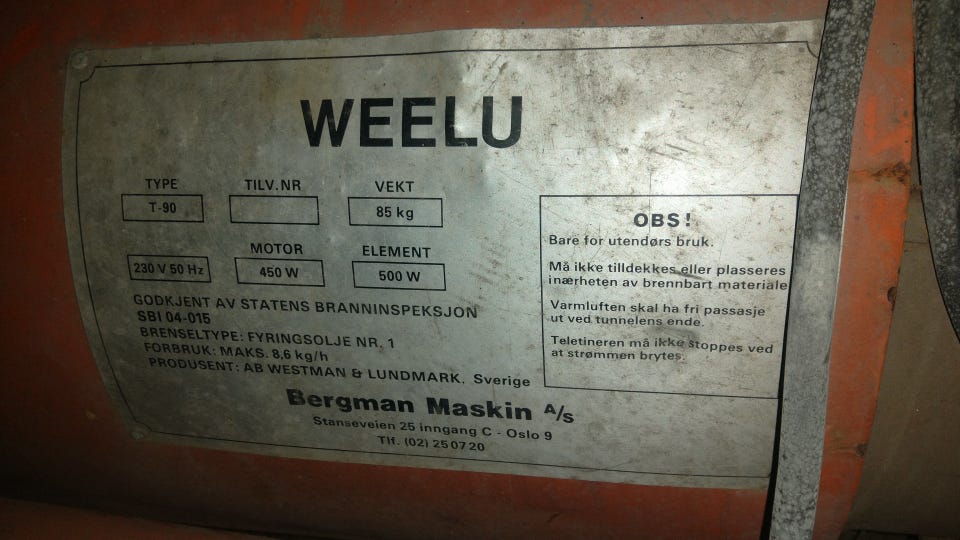 WEELU
TYPE TILV.NR VEKT
T-90 85 kg
MOTOR ELEMENT
230 V 50 Hz 450 W 500 W
GODKJENT AV STATENS BRANNINSPEKSJON
SBI 04-015
BRENSELTYPE: FYRINGSOLJE NR. 1
FORBRUK: MAKS. 8,6 kg/h
PRODUSENT: AB WESTMAN & LUNDMARK, Sverige
Bergman Maskin A/s
Stanseveien 25 inngang C - Oslo 9
Tlf. (02) 250720
OBS!
Bare for utendørs bruk.
Må ikke tilldekkes eller plasseres
inærheten av brennbart materiale
Varmluften skal ha fri passasje
ut ved tunnelens ende.
Teletineren må ikke stoppes ved
at strømmen brytes.